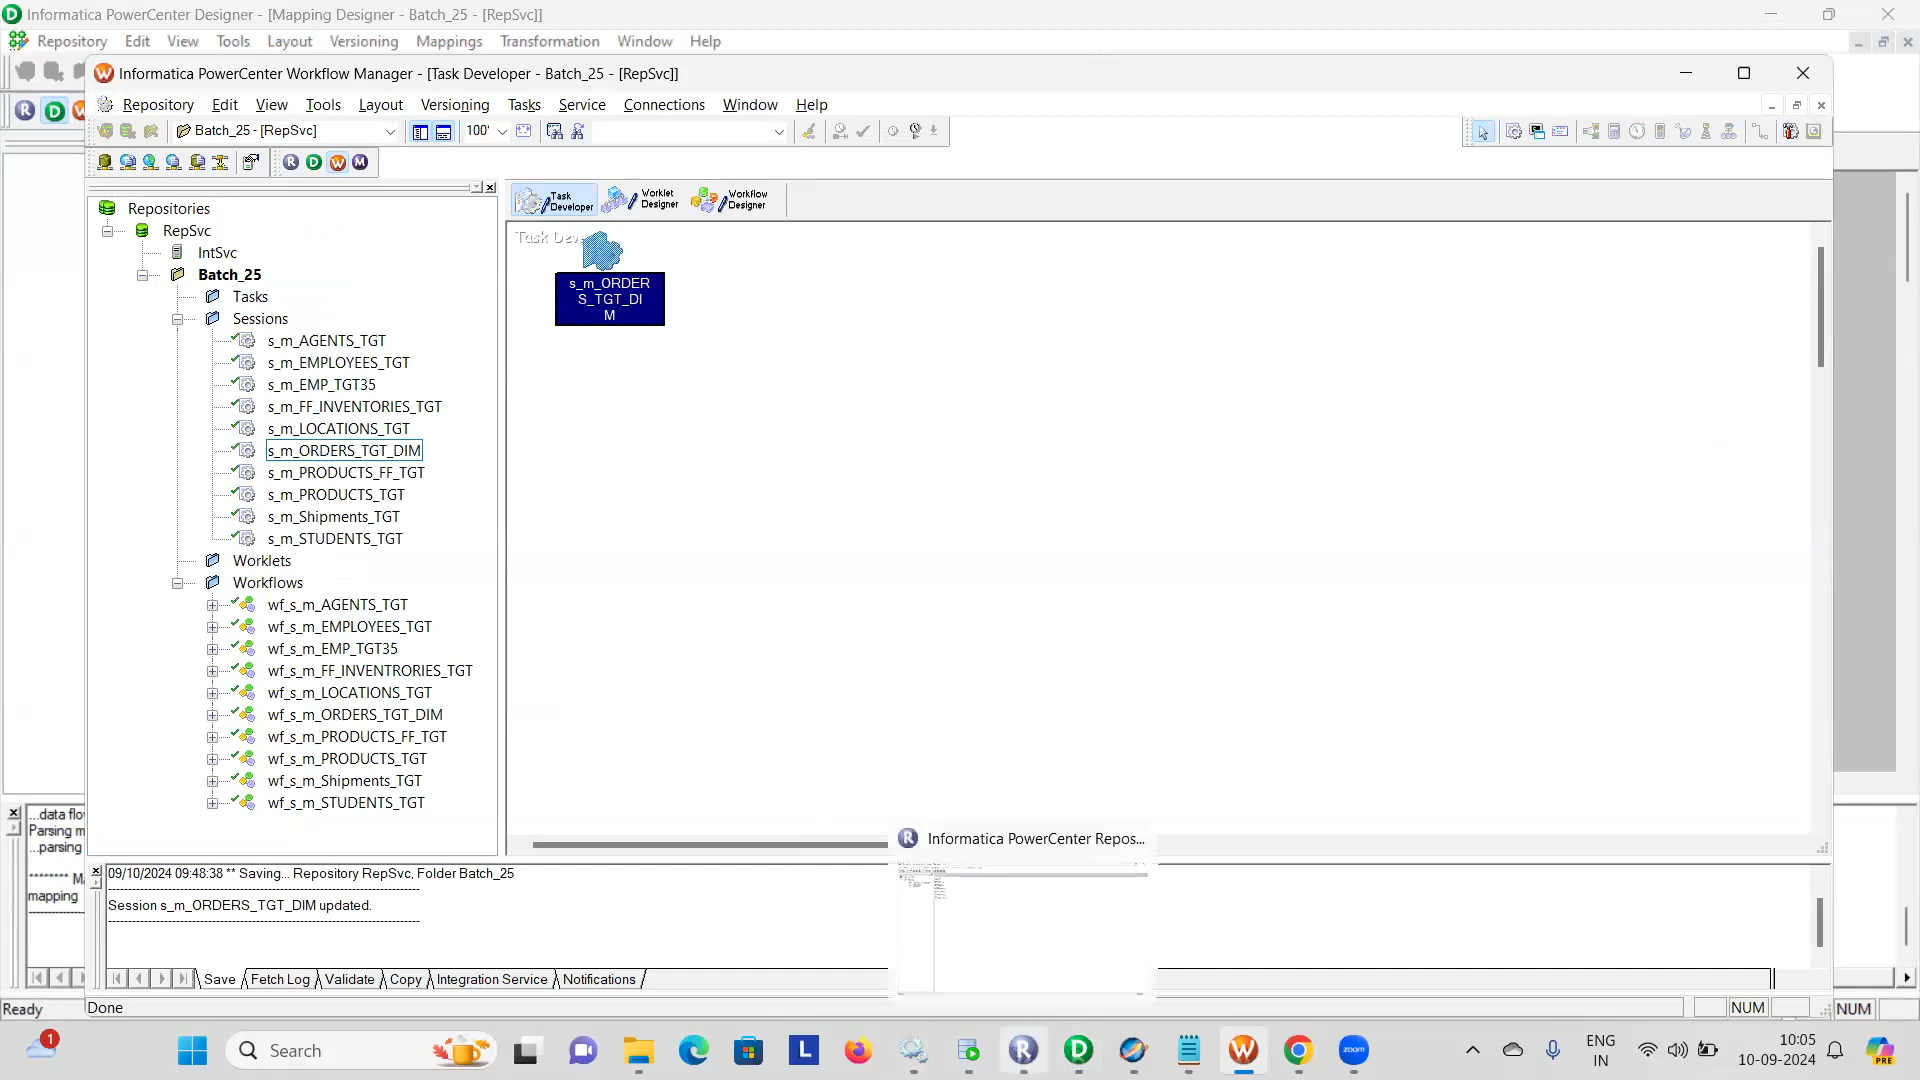 Informatica PowerCenter Designer - [Mapping Designer - Batch_25 - [RepSvc]]
Repository Edit View Tools Layout Versioning Mappings Transformation Window Help
Informatica PowerCenter Workflow Manager - [Task Developer - Batch_25 - [RepSvc]]
Repository Edit View Tools Layout Versioning Tasks Service Connections Window Help
Batch_25 - [RepSvc]
100'
R D W M
Task Developer
Worklet Designer
Workflow Designer
Repositories
RepSvc
IntSvc
Batch_25
Tasks
Sessions
s_m_AGENTS_TGT
s_m_EMPLOYEES_TGT
s_m_EMP_TGT35
s_m_FF_INVENTORIES_TGT
s_m_LOCATIONS_TGT
s_m_ORDERS_TGT_DIM
s_m_PRODUCTS_FF_TGT
s_m_PRODUCTS_TGT
s_m_Shipments_TGT
s_m_STUDENTS_TGT
Worklets
Workflows
wf_s_m_AGENTS_TGT
wf_s_m_EMPLOYEES_TGT
wf_s_m_EMP_TGT35
wf_s_m_FF_INVENTRORIES_TGT
wf_s_m_LOCATIONS_TGT
wf_s_m_ORDERS_TGT_DIM
wf_s_m_PRODUCTS_FF_TGT
wf_s_m_PRODUCTS_TGT
wf_s_m_Shipments_TGT
wf_s_m_STUDENTS_TGT
Task Dev
s_m_ORDER
S_TGT_DI
M
Informatica PowerCenter Repos...
...data flo
Parsing m
...parsing
******** M
mapping
09/10/2024 09:48:38 ** Saving... Repository RepSvc, Folder Batch_25
Session s_m_ORDERS_TGT_DIM updated.
Save Fetch Log Validate Copy Integration Service Notifications
Done
NUM
Ready
NUM
1
Search
L
R
D
W
zoom
ENG
IN
10:05
10-09-2024
PRE